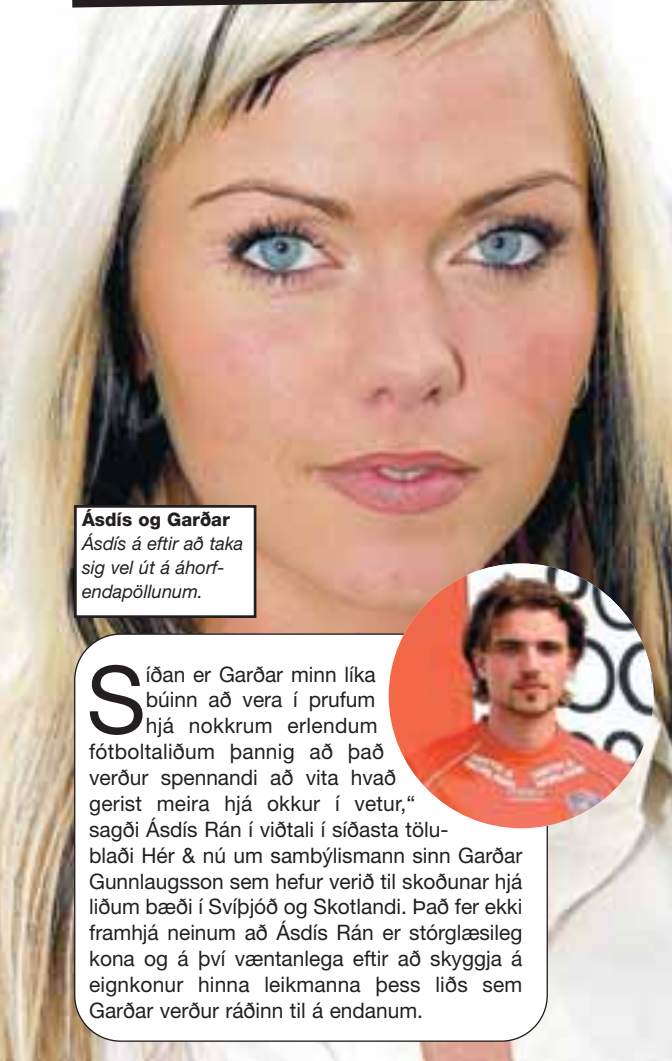 Ásdís og Garðar
Ásdís á eftir að taka
sig vel út á áhorf-
endapöllunum.
Síðan er Garðar minn líka
búinn að vera í prufum
hjá nokkrum erlendum
fótboltaliðum þannig að það
verður spennandi að vita hvað
gerist meira hjá okkur í vetur,“
sagði Ásdís Rán í viðtali í síðasta tölu-
blaði Hér & nú um sambýlismann sinn Garðar
Gunnlaugsson sem hefur verið til skoðunar hjá
liðum bæði í Svíþjóð og Skotlandi. Það fer ekki
framhjá neinum að Ásdís Rán er stórglæsileg
kona og á því væntanlega eftir að skyggja á
eignkonur hinna leikmanna þess liðs sem
Garðar verður ráðinn til á endanum.